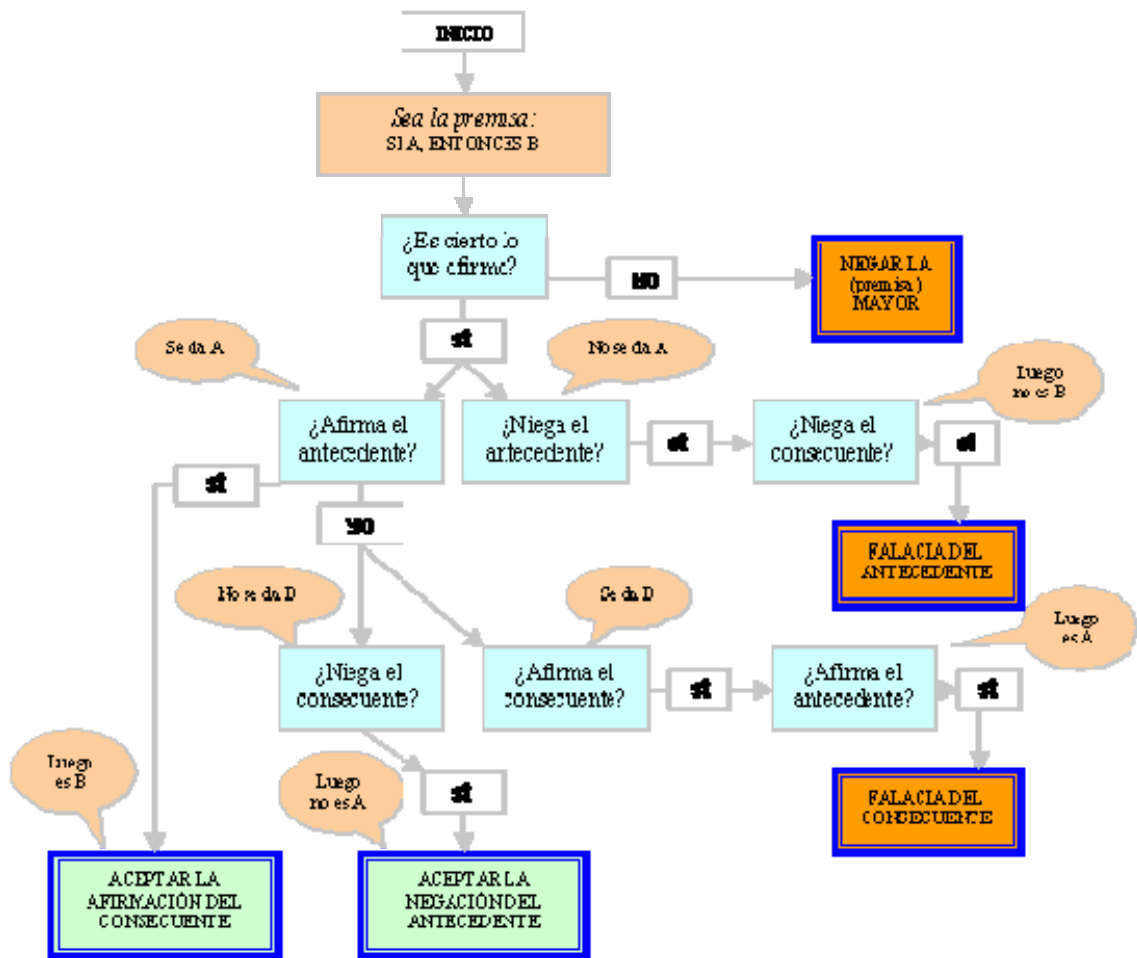 INICIO
Sea la premisa:
SI A, ENTONCES B
¿Es cierto lo
que afirma?
NO
NEGAR LA
(premisa)
MAYOR
sí
Se da A
No se da A
¿Afirma el
antecedente?
¿Niega el
antecedente?
sí
¿Niega el
consecuente?
Luego
no es B
sí
sí
NO
FALACIA DEL
ANTECEDENTE
No se da B
Se da B
Luego
es A
¿Niega el
consecuente?
¿Afirma el
consecuente?
sí
¿Afirma el
antecedente?
sí
Luego
es B
Luego
no es A
sí
FALACIA DEL
CONSECUENTE
ACEPTAR LA
AFIRMACIÓN DEL
CONSECUENTE
ACEPTAR LA
NEGACIÓN DEL
ANTECEDENTE